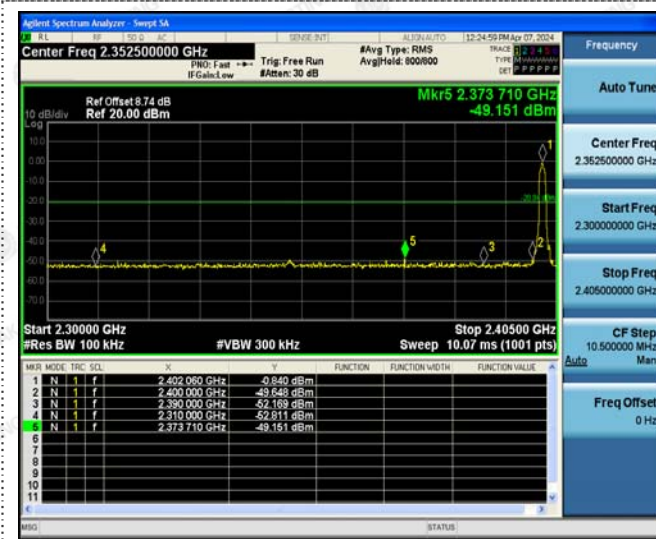 Agilent Spectrum Analyzer - Swept SA
RL RF 50 Ω AC SENSE:INT ALIGNAUTO 12:24:59 PM Apr 07, 2024
Center Freq 2.352500000 GHz
PNO: Fast
IFGain:Low
Trig: Free Run
#Atten: 30 dB
#Avg Type: RMS
Avg|Hold: 800/800
TRACE 1 2 3 4 5 6
TYPE
DET P P P P P P
Ref Offset 8.74 dB
Ref 20.00 dBm
10 dB/div
Log
Mkr5 2.373 710 GHz
-49.151 dBm
10.0
0.00
-10.0
-20.0
-30.0
-40.0
-50.0
-60.0
-70.0
1
2
3
4
5
Start 2.30000 GHz
Stop 2.40500 GHz
#Res BW 100 kHz #VBW 300 kHz Sweep 10.07 ms (1001 pts)
MKR MODE TRC SCL X Y FUNCTION FUNCTION WIDTH FUNCTION VALUE
1 N 1 f 2.402 060 GHz -0.840 dBm
2 N 1 f 2.400 000 GHz -49.648 dBm
3 N 1 f 2.390 000 GHz -52.169 dBm
4 N 1 f 2.310 000 GHz -52.811 dBm
5 N 1 f 2.373 710 GHz -49.151 dBm
6
7
8
9
10
11
MSG STATUS
Frequency
Auto Tune
Center Freq
2.352500000 GHz
Start Freq
2.300000000 GHz
Stop Freq
2.405000000 GHz
CF Step
10.500000 MHz
Auto Man
Freq Offset
0 Hz